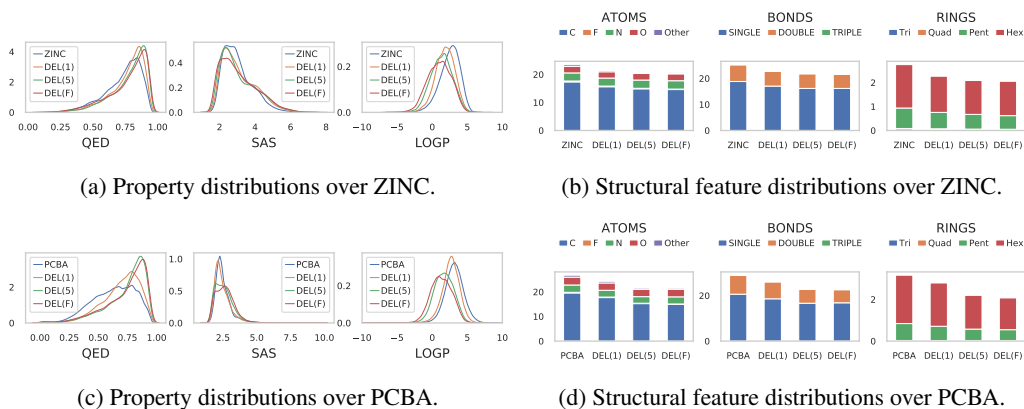 ATOMS BONDS RINGS
C F N O Other SINGLE DOUBLE TRIPLE Tri Quad Pent Hex
4
2
0
ZINC
DEL(1)
DEL(5)
DEL(F)
0.00 0.25 0.50 0.75 1.00
QED
0.4
0.2
0.0
ZINC
DEL(1)
DEL(5)
DEL(F)
2 4 6 8
SAS
0.2
0.0
ZINC
DEL(1)
DEL(5)
DEL(F)
−10 −5 0 5 10
LOGP
20
10
0
ZINC DEL(1) DEL(5) DEL(F)
20
10
0
ZINC DEL(1) DEL(5) DEL(F)
2
1
0
ZINC DEL(1) DEL(5) DEL(F)
(a) Property distributions over ZINC.
(b) Structural feature distributions over ZINC.
ATOMS BONDS RINGS
C F N O Other SINGLE DOUBLE TRIPLE Tri Quad Pent Hex
2
0
PCBA
DEL(1)
DEL(5)
DEL(F)
0.00 0.25 0.50 0.75 1.00
QED
1.0
0.5
0.0
PCBA
DEL(1)
DEL(5)
DEL(F)
2.5 5.0 7.5 10.0
SAS
0.2
0.0
PCBA
DEL(1)
DEL(5)
DEL(F)
−10 −5 0 5 10
LOGP
20
10
0
PCBA DEL(1) DEL(5) DEL(F)
20
0
PCBA DEL(1) DEL(5) DEL(F)
2
0
PCBA DEL(1) DEL(5) DEL(F)
(c) Property distributions over PCBA.
(d) Structural feature distributions over PCBA.